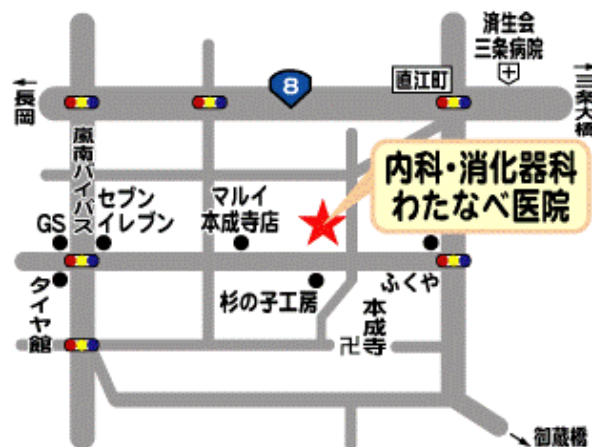 済生会
三条病院
直江町
8
←
長岡
→
三条大橋
嵐南バイパス
内科・消化器科
わたなべ医院
セブン
イレブン
マルイ
本成寺店
GS
タイヤ館
杉の子工房
ふくや
本成寺
卍
御蔵橋